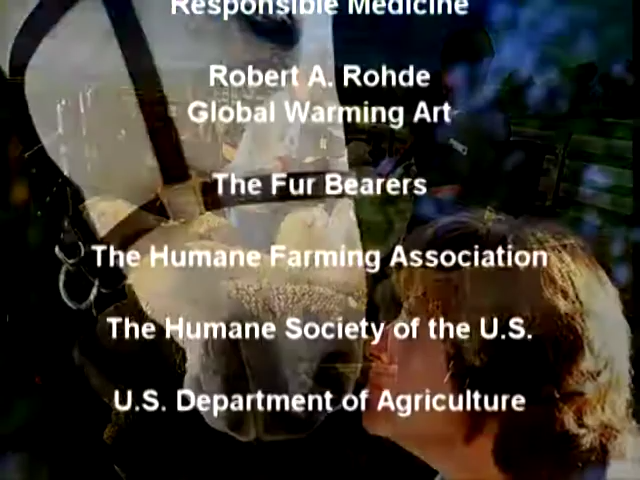 Responsible Medicine
Robert A. Rohde
Global Warming Art
The Fur Bearers
The Humane Farming Association
The Humane Society of the U.S.
U.S. Department of Agriculture